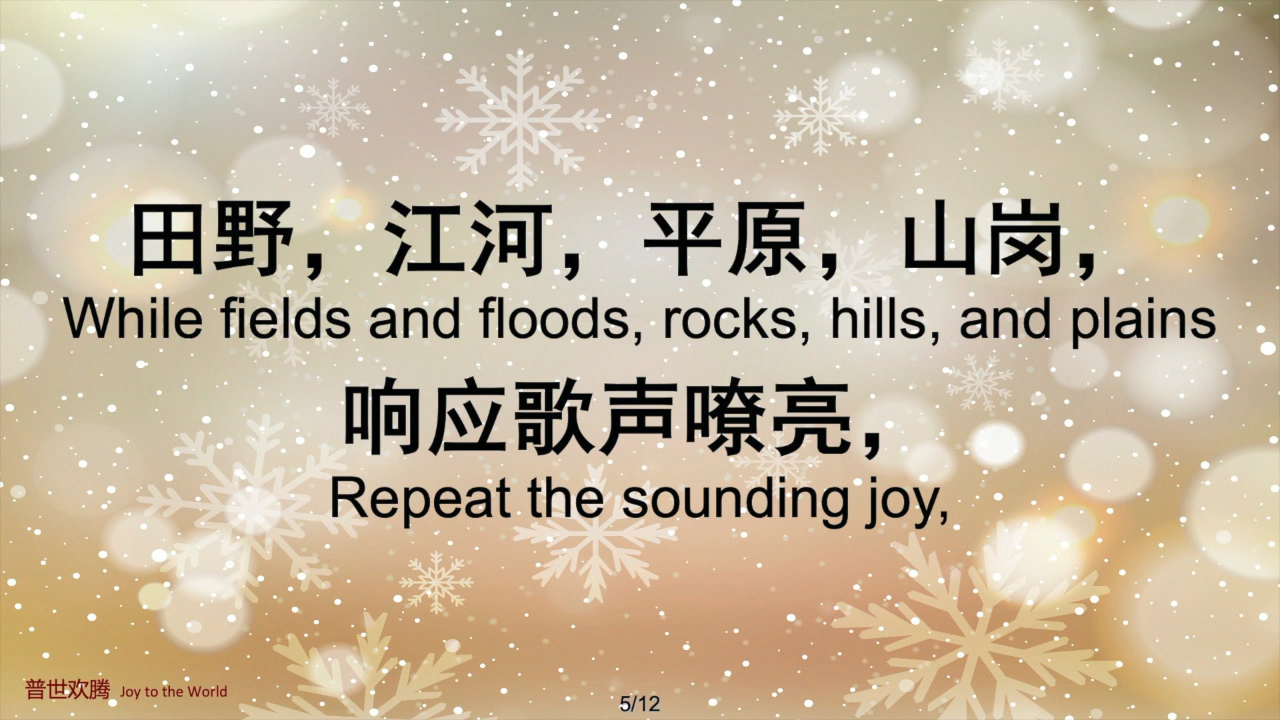 田野，江河，平原，山岗，
While fields and floods, rocks, hills, and plains
响应歌声嘹亮，
Repeat the sounding joy,
普世欢腾 Joy to the World
5/12